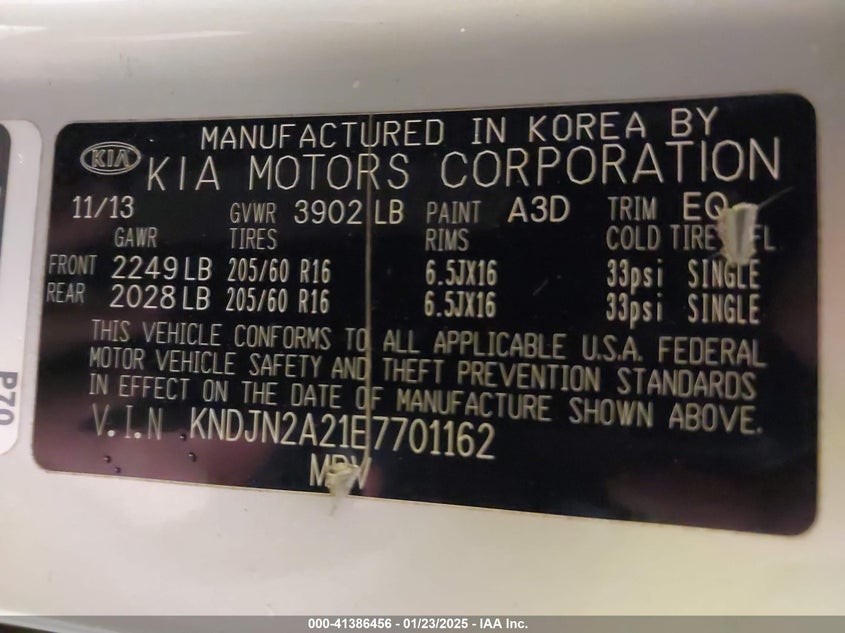 MANUFACTURED IN KOREA BY
KIA KIA MOTORS CORPORATION
11/13 GVWR 3902 LB PAINT A3D TRIM EQ
GAWR TIRES RIMS COLD TIRE
FRONT 2249 LB 205/60 R16 6.5JX16 33psi SINGLE
REAR 2028 LB 205/60 R16 6.5JX16 33psi SINGLE
THIS VEHICLE CONFORMS TO ALL APPLICABLE U.S.A. FEDERAL
MOTOR VEHICLE SAFETY AND THEFT PREVENTION STANDARDS
IN EFFECT ON THE DATE OF MANUFACTURE SHOWN ABOVE.
V.I.N : KNDJN2A21E7701162
MPV
P70
000-41386456 - 01/23/2025 - IAA Inc.